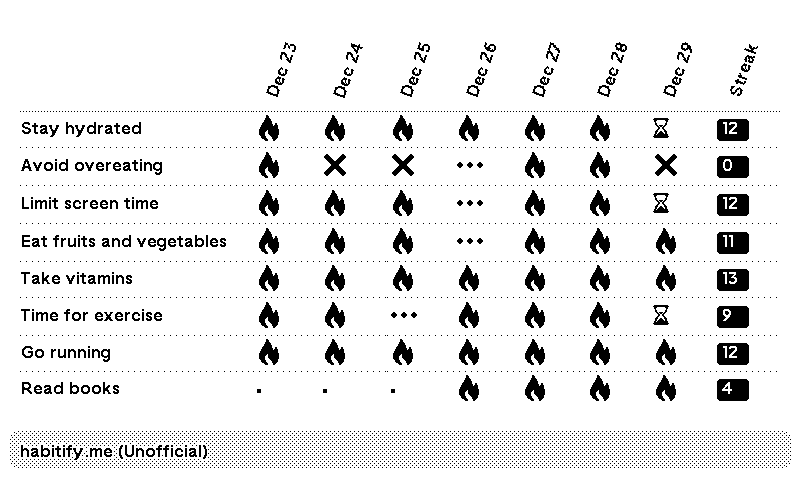 Dec 23 Dec 24 Dec 25 Dec 26 Dec 27 Dec 28 Dec 29 Streak
Stay hydrated 12
Avoid overeating 0
Limit screen time 12
Eat fruits and vegetables 11
Take vitamins 13
Time for exercise 9
Go running 12
Read books 4
habitify.me (Unofficial)